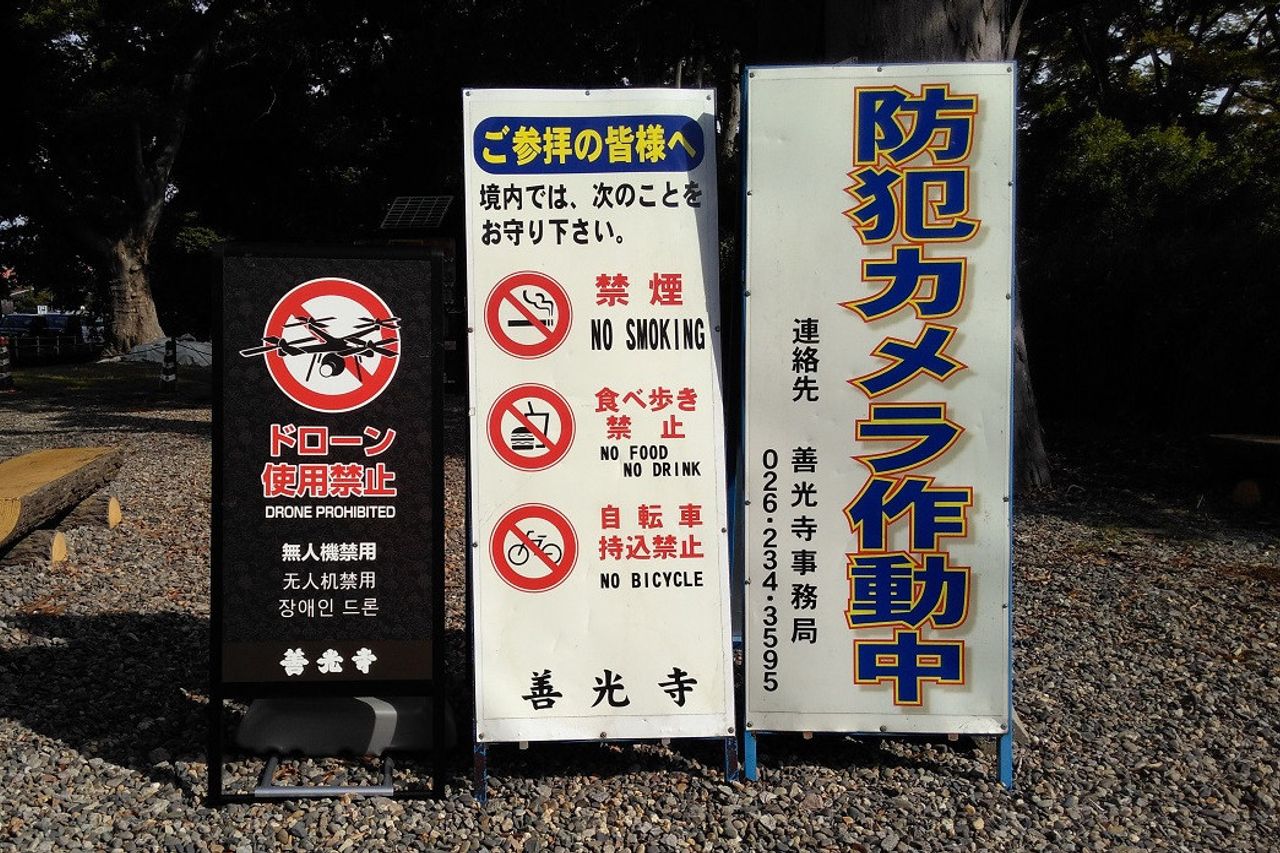 ドローン
使用禁止
DRONE PROHIBITED
無人機禁用
无人机禁用
장애인 드론
善光寺
ご参拝の皆様へ
境内では、次のことを
お守り下さい。
禁煙
NO SMOKING
食べ歩き
禁止
NO FOOD
NO DRINK
自転車
持込禁止
NO BICYCLE
善光寺
防犯カメラ作動中
連絡先 善光寺事務局
026・234・3595